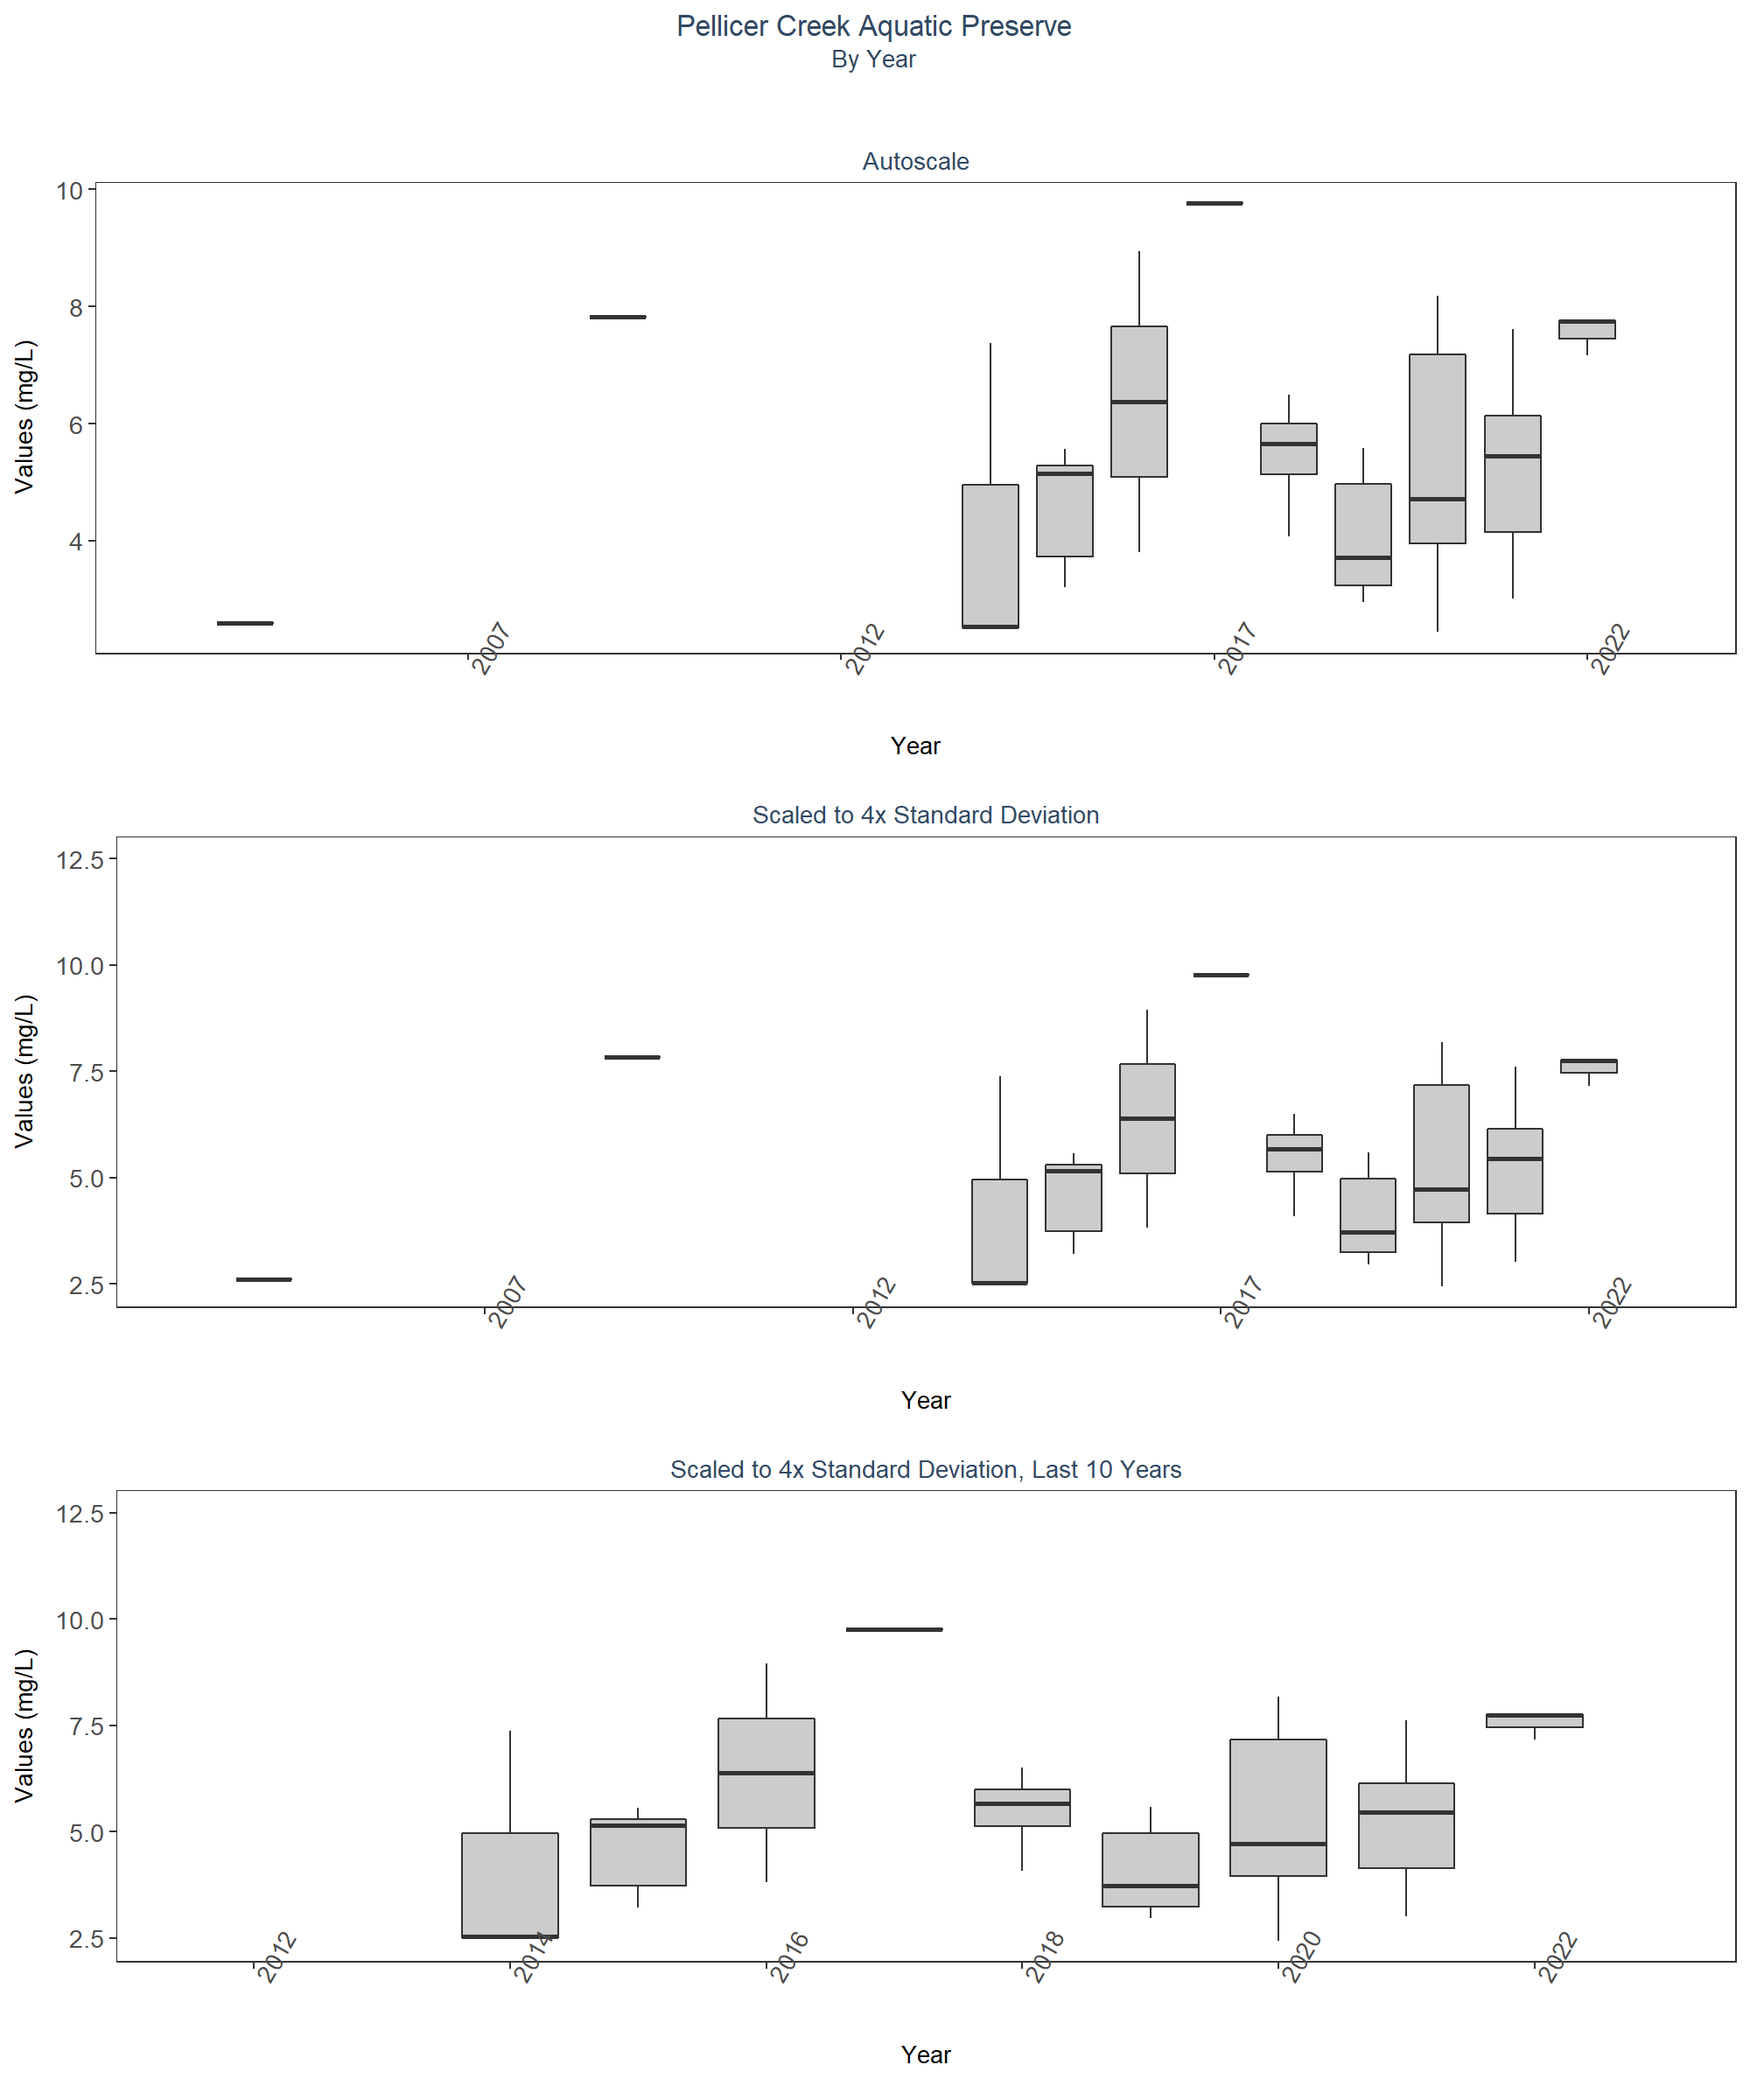 Pellicer Creek Aquatic Preserve
By Year
Autoscale
Values (mg/L)
10
8
6
4
2007
2012
2017
2022
Year
Scaled to 4x Standard Deviation
Values (mg/L)
12.5
10.0
7.5
5.0
2.5
2007
2012
2017
2022
Year
Scaled to 4x Standard Deviation, Last 10 Years
Values (mg/L)
12.5
10.0
7.5
5.0
2.5
2012
2014
2016
2018
2020
2022
Year